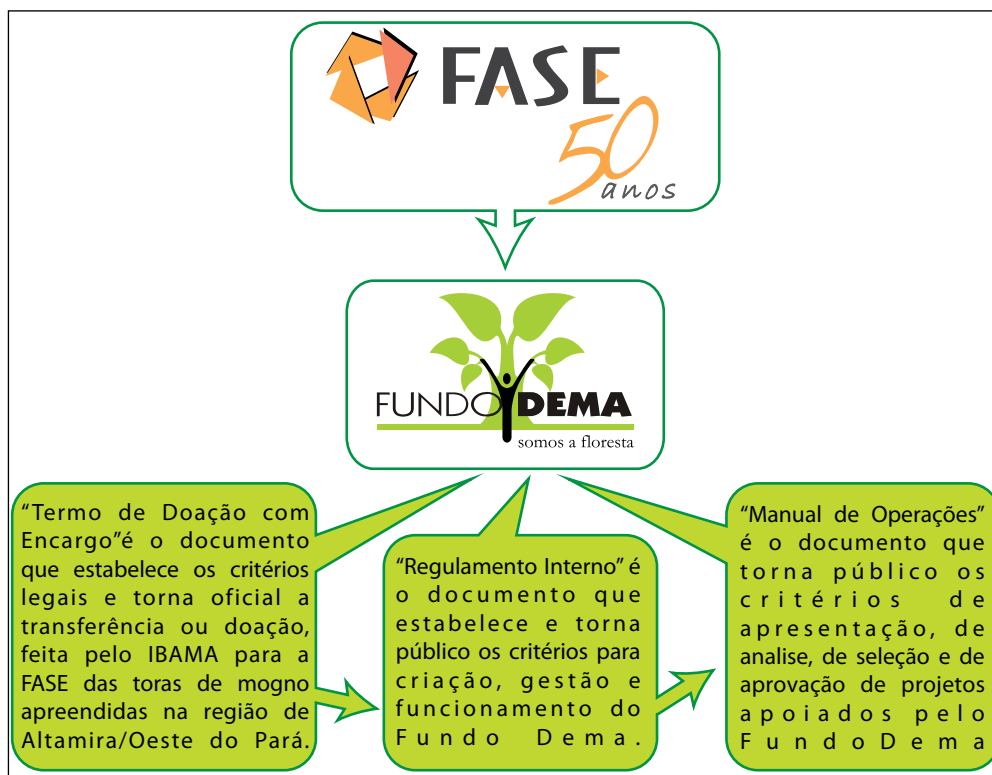 FASE
50
anos
FUNDO DEMA
somos a floresta
“Termo de Doação com
Encargo”é o documento
que estabelece os critérios
legais e torna oficial a
transferência ou doação,
feita pelo IBAMA para a
FASE das toras de mogno
apreendidas na região de
Altamira/Oeste do Pará.
“Regulamento Interno” é
o documento que
estabelece e torna
público os critérios para
criação, gestão e
funcionamento do
Fundo Dema.
“Manual de Operações”
é o documento que
torna público os
critérios de
apresentação, de
analise, de seleção e de
aprovação de projetos
apoiados pelo
FundoDema